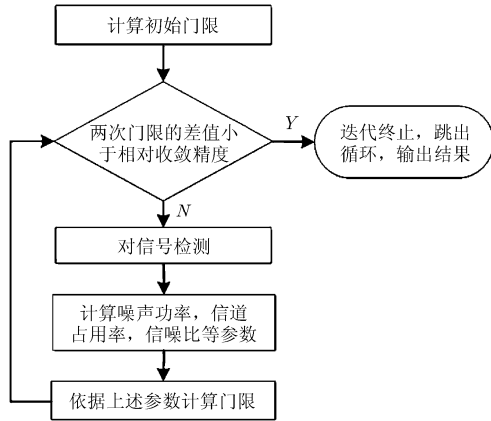 计算初始门限
两次门限的差值小
于相对收敛精度
Y
迭代终止，跳出
循环，输出结果
N
对信号检测
计算噪声功率，信道
占用率，信噪比等参数
依据上述参数计算门限